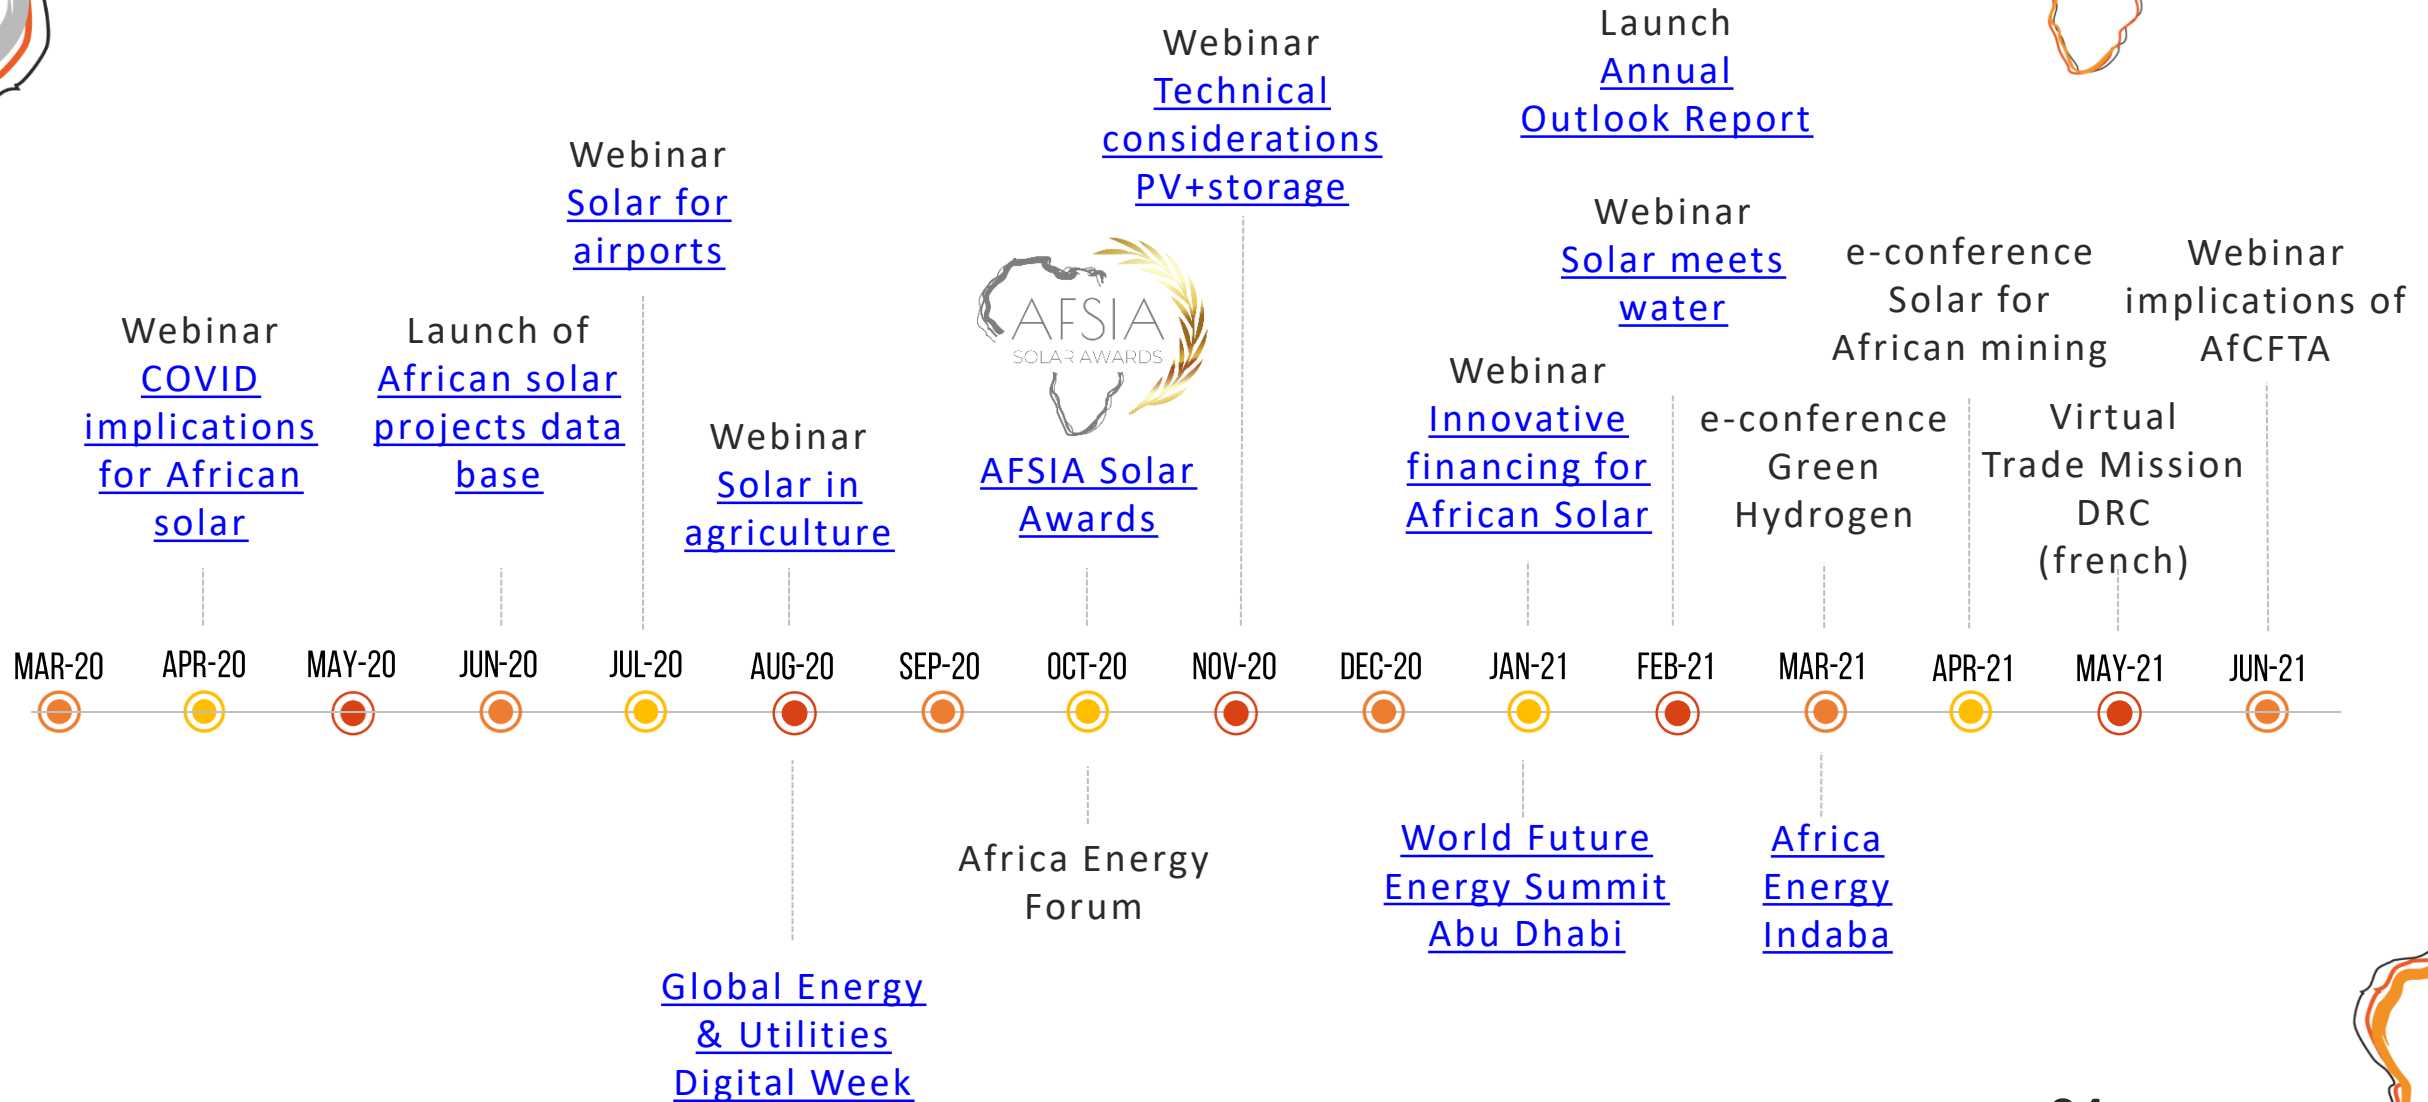 Webinar
COVID
implications
for African
solar
Launch of
African solar
projects data
base
Webinar
Solar for
airports
Webinar
Solar in
agriculture
AFSIA
SOLAR AWARDS
AFSIA Solar
Awards
Webinar
Technical
considerations
PV+storage
Webinar
Innovative
financing for
African Solar
Launch
Annual
Outlook Report
Webinar
Solar meets
water
e-conference
Green
Hydrogen
e-conference
Solar for
African mining
Virtual
Trade Mission
DRC
(french)
Webinar
implications of
AfCFTA
MAR-20 APR-20 MAY-20 JUN-20 JUL-20 AUG-20 SEP-20 OCT-20 NOV-20 DEC-20 JAN-21 FEB-21 MAR-21 APR-21 MAY-21 JUN-21
Global Energy
& Utilities
Digital Week
Africa Energy
Forum
World Future
Energy Summit
Abu Dhabi
Africa
Energy
Indaba